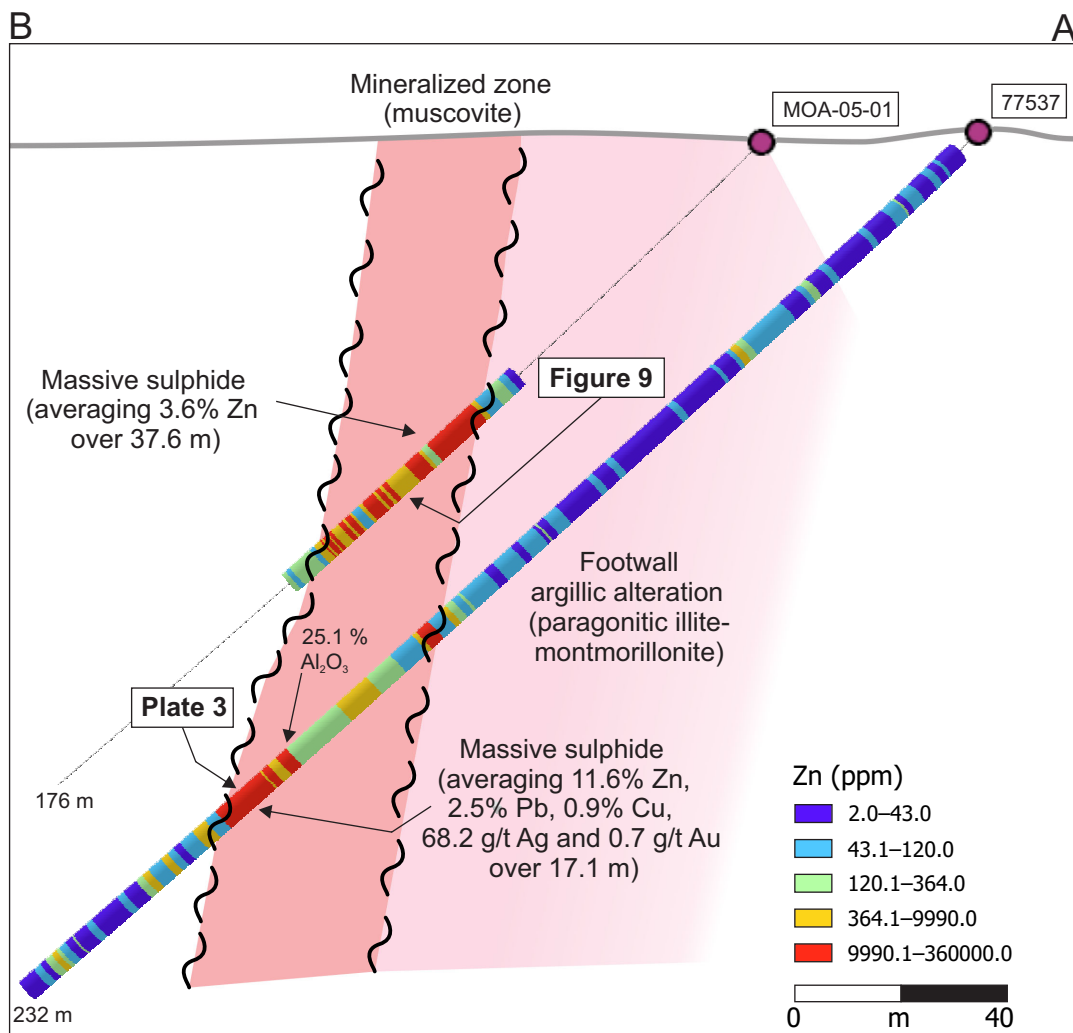 B
A
Mineralized zone
(muscovite)
MOA-05-01
77537
Massive sulphide
(averaging 3.6% Zn
over 37.6 m)
Figure 9
Footwall
argillic alteration
(paragonitic illite-
montmorillonite)
25.1 %
Al₂O₃
Plate 3
Massive sulphide
(averaging 11.6% Zn,
2.5% Pb, 0.9% Cu,
68.2 g/t Ag and 0.7 g/t Au
over 17.1 m)
176 m
232 m
Zn (ppm)
2.0–43.0
43.1–120.0
120.1–364.0
364.1–9990.0
9990.1–360000.0
0 m 40